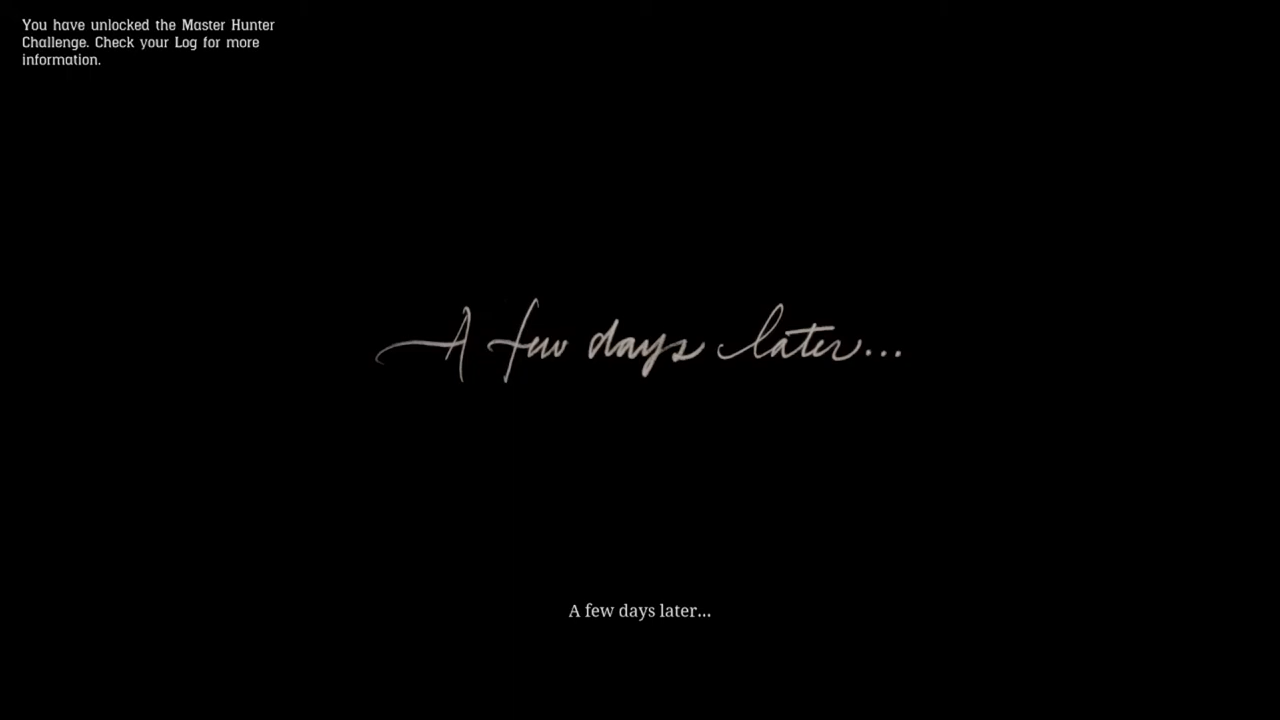 You have unlocked the Master Hunter
Challenge. Check your Log for more
information.
A few days later...
A few days later...